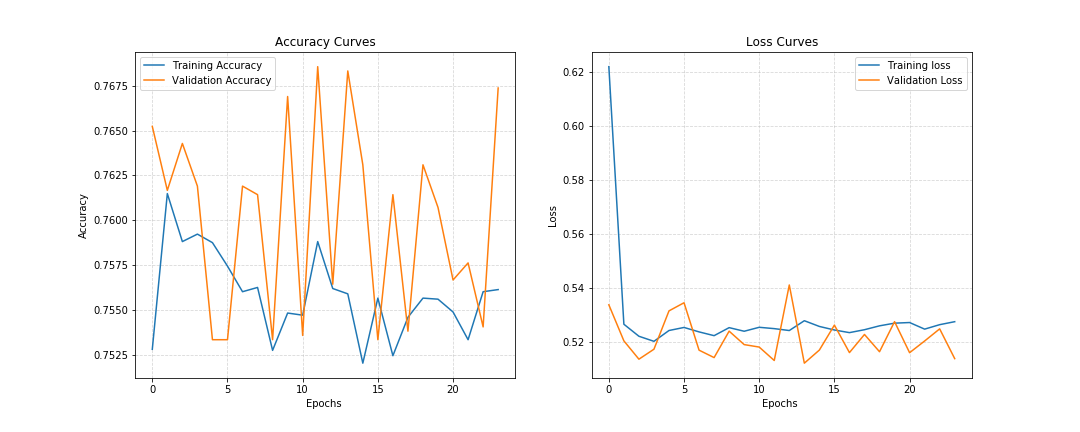 Accuracy Curves
Training Accuracy
Validation Accuracy
0.7675
0.7650
0.7625
0.7600
0.7575
0.7550
0.7525
Accuracy
0 5 10 15 20
Epochs
Loss Curves
Training loss
Validation Loss
0.62
0.60
0.58
0.56
0.54
0.52
Loss
0 5 10 15 20
Epochs